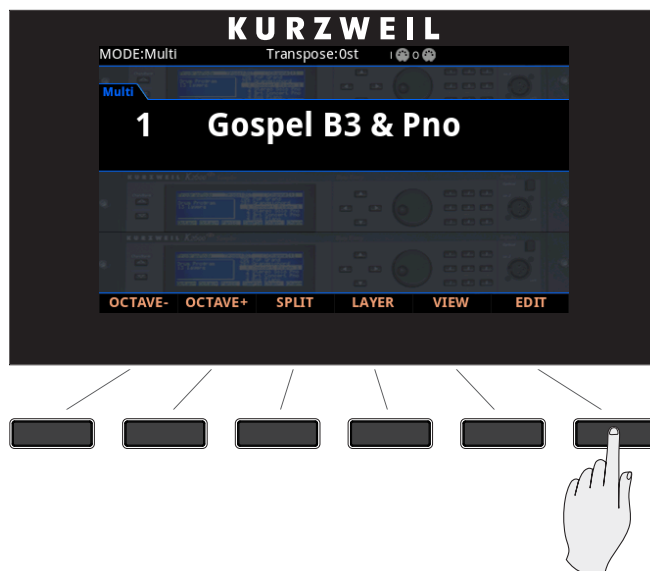 KURZWEIL
MODE:Multi Transpose:0st I O
Multi
1 Gospel B3 & Pno
OCTAVE- OCTAVE+ SPLIT LAYER VIEW EDIT